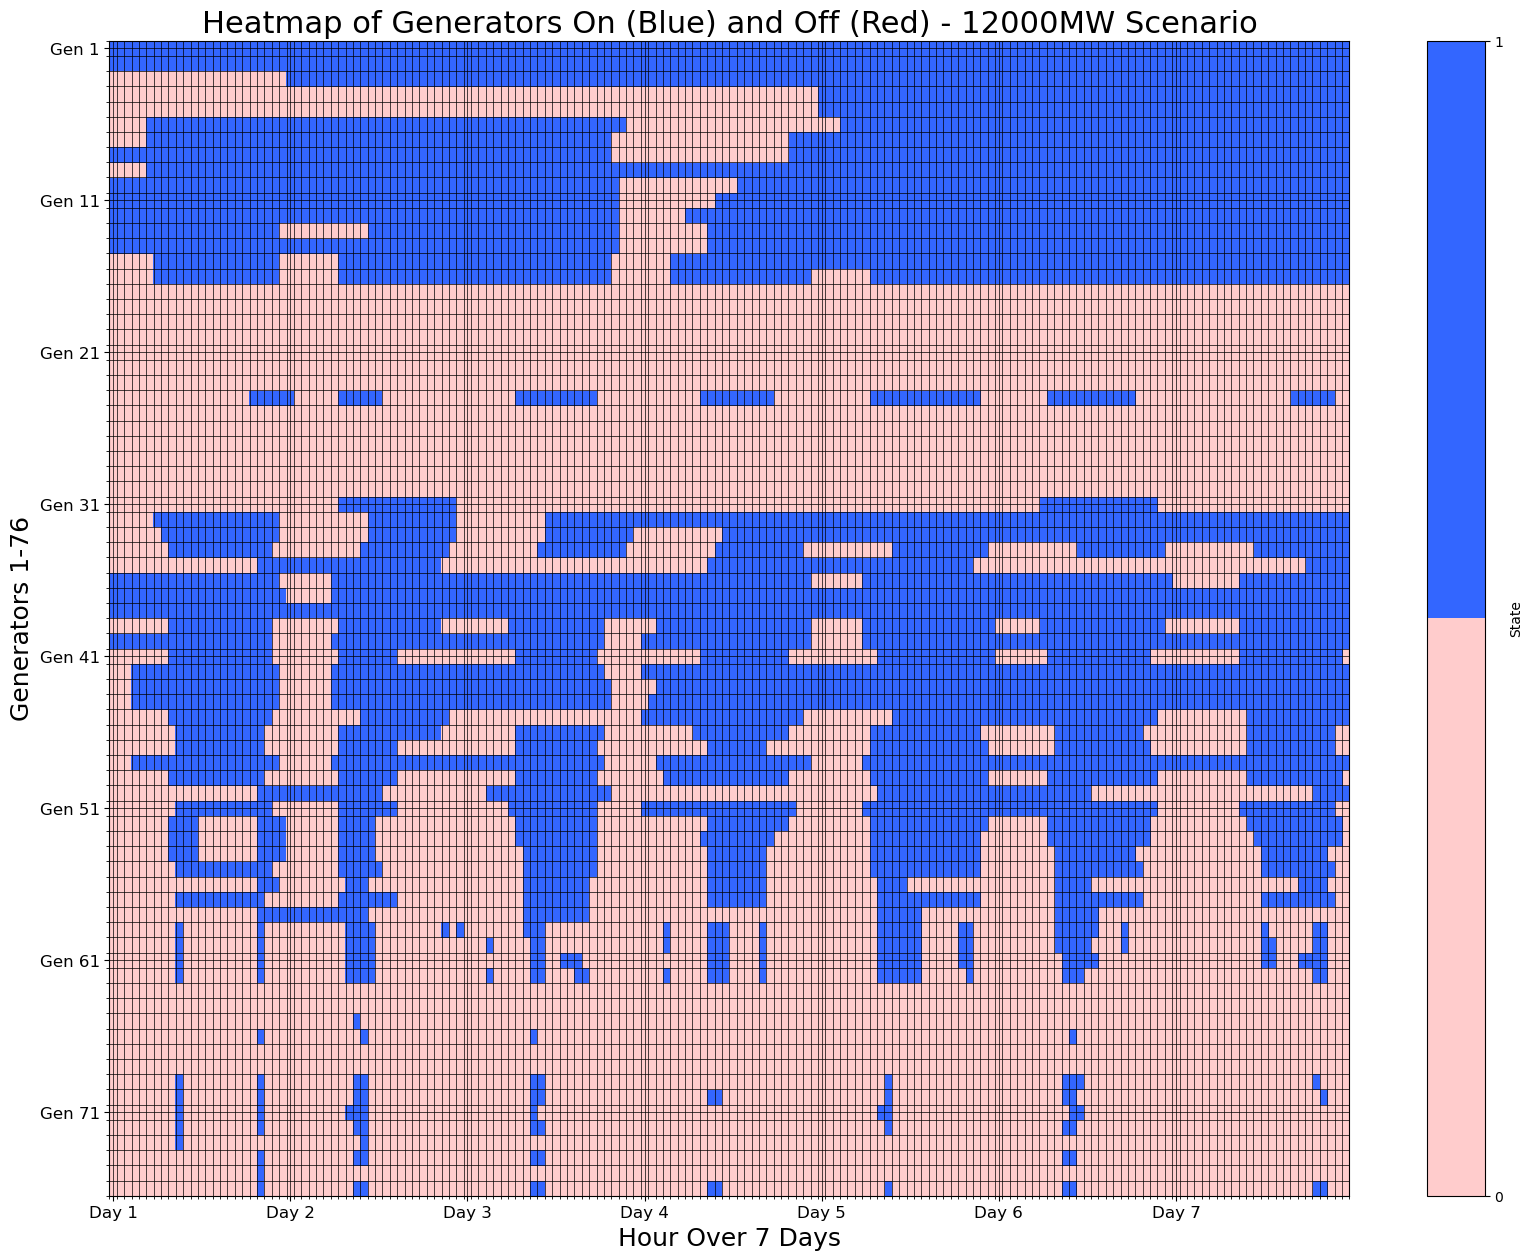 Heatmap of Generators On (Blue) and Off (Red) - 12000MW Scenario
Gen 1
Gen 11
Gen 21
Gen 31
Gen 41
Gen 51
Gen 61
Gen 71
Generators 1-76
Day 1
Day 2
Day 3
Day 4
Day 5
Day 6
Day 7
Hour Over 7 Days
1
0
State